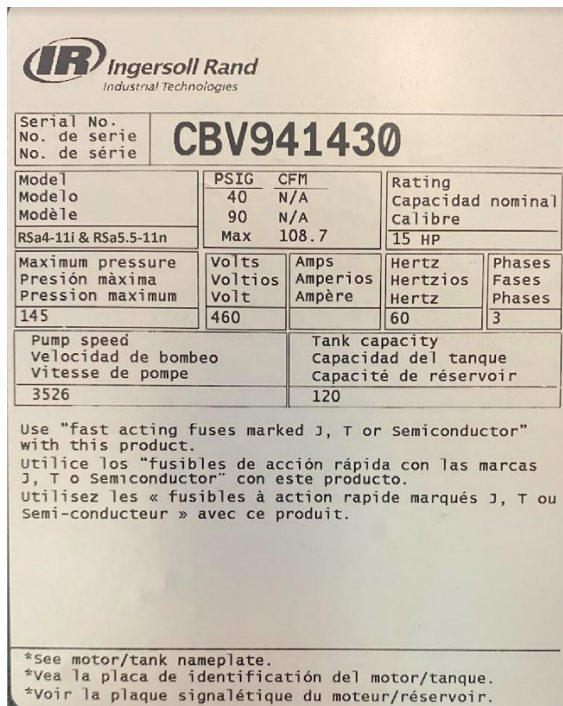 IR Ingersoll Rand
Industrial Technologies
Serial No.
No. de serie
No. de série
CBV941430
Model
Modelo
Modèle
RSa4-11i & RSa5.5-11n
PSIG CFM
40 N/A
90 N/A
Max 108.7
Rating
Capacidad nominal
Calibre
15 HP
Maximum pressure
Presión màxima
Pression maximum
145
Volts
Voltios
Volt
460
Amps
Amperios
Ampère
Hertz
Hertzios
Hertz
60
Phases
Fases
Phases
3
Pump speed
Velocidad de bombeo
Vitesse de pompe
3526
Tank capacity
Capacidad del tanque
Capacité de réservoir
120
Use "fast acting fuses marked J, T or Semiconductor"
with this product.
Utilice los "fusibles de acción rápida con las marcas
J, T o Semiconductor" con este producto.
Utilisez les « fusibles à action rapide marqués J, T ou
Semi-conducteur » avec ce produit.
*See motor/tank nameplate.
*Vea la placa de identification del motor/tanque.
*Voir la plaque signalétique du moteur/réservoir.